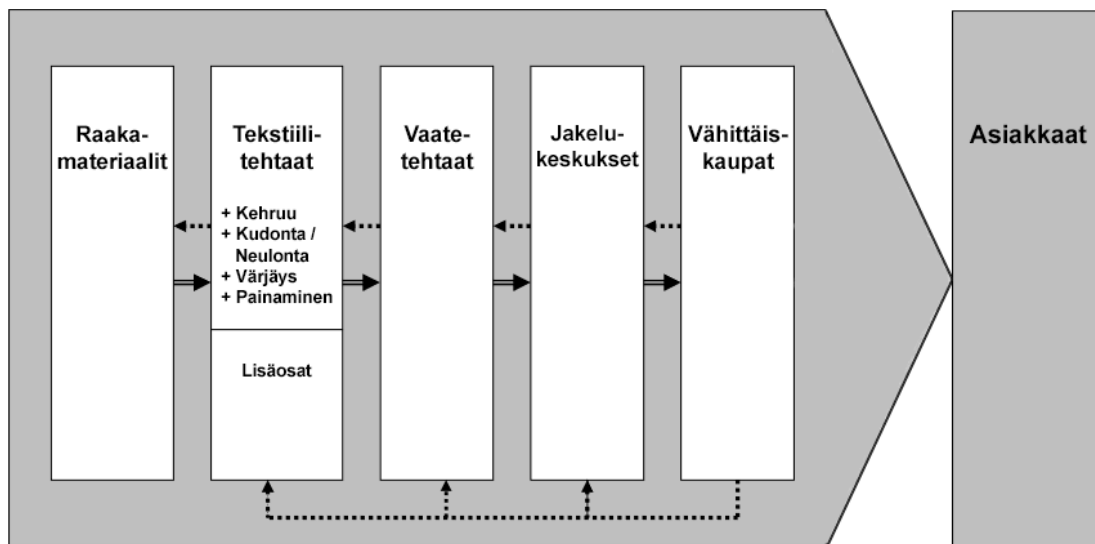 Raaka-
materiaalit
Tekstiili-
tehtaat
+ Kehruu
+ Kudonta /
Neulonta
+ Värjäys
+ Painaminen
Lisäosat
Vaate-
tehtaat
Jakelu-
keskukset
Vähittäis-
kaupat
Asiakkaat